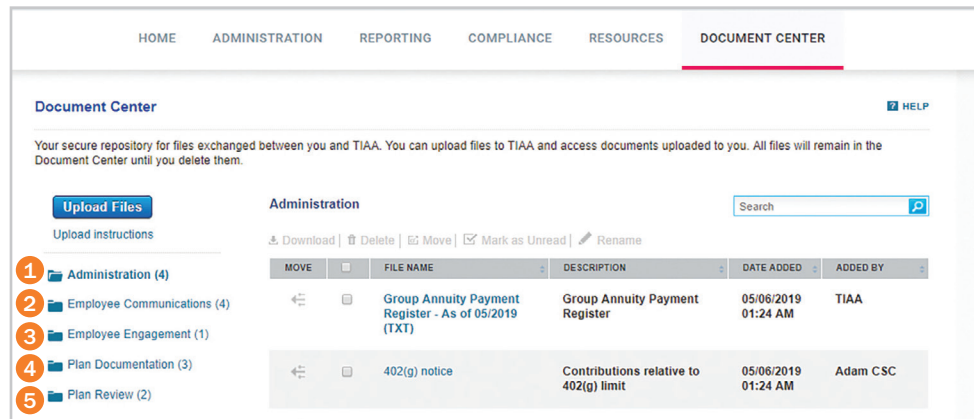 HOME ADMINISTRATION REPORTING COMPLIANCE RESOURCES DOCUMENT CENTER
Document Center
? HELP
Your secure repository for files exchanged between you and TIAA. You can upload files to TIAA and access documents uploaded to you. All files will remain in the
Document Center until you delete them.
Upload Files
Upload instructions
1 Administration (4)
2 Employee Communications (4)
3 Employee Engagement (1)
4 Plan Documentation (3)
5 Plan Review (2)
Administration
Search
Download | Delete | Move | Mark as Unread | Rename
MOVE FILE NAME DESCRIPTION DATE ADDED ADDED BY
Group Annuity Payment
Register - As of 05/2019
(TXT)
Group Annuity Payment
Register
05/06/2019
01:24 AM
TIAA
402(g) notice
Contributions relative to
402(g) limit
05/06/2019
01:24 AM
Adam CSC